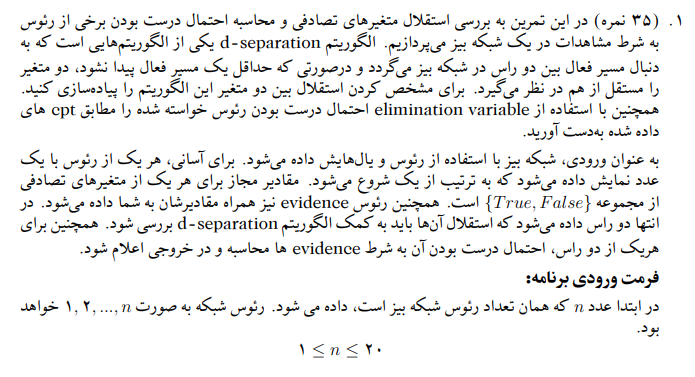 ۱. (۳۵ نمره) در این تمرین به بررسی استقلال متغیرهای تصادفی و محاسبه احتمال درست بودن برخی از رئوس
به شرط مشاهدات در یک شبکه بیز می‌پردازیم. الگوریتم d-separation یکی از الگوریتم‌هایی است که به
دنبال مسیر فعال بین دو راس در شبکه بیز می‌گردد و درصورتی که حداقل یک مسیر فعال پیدا نشود، دو متغیر
را مستقل از هم در نظر می‌گیرد. برای مشخص کردن استقلال بین دو متغیر این الگوریتم را پیاده‌سازی کنید.
همچنین با استفاده از elimination variable احتمال درست بودن رئوس خواسته شده را مطابق cpt های
داده شده به‌دست آورید.
به عنوان ورودی، شبکه بیز با استفاده از رئوس و یال‌هایش داده می‌شود. برای آسانی، هر یک از رئوس با یک
عدد نمایش داده می‌شود که به ترتیب از یک شروع می‌شود. مقادیر مجاز برای هر یک از متغیرهای تصادفی
از مجموعه {True, False} است. همچنین رئوس evidence نیز همراه مقادیرشان به شما داده می‌شود. در
انتها دو راس داده می‌شود که استقلال آن‌ها باید به کمک الگوریتم d-separation بررسی شود. همچنین برای
هریک از دو راس، احتمال درست بودن آن به شرط evidence ها محاسبه و در خروجی اعلام شود.
فرمت ورودی برنامه:
در ابتدا عدد n که همان تعداد رئوس شبکه بیز است، داده می شود. رئوس شبکه به صورت ۱, ۲, ..., n خواهد
بود.
۱ ≤ n ≤ ۲۰